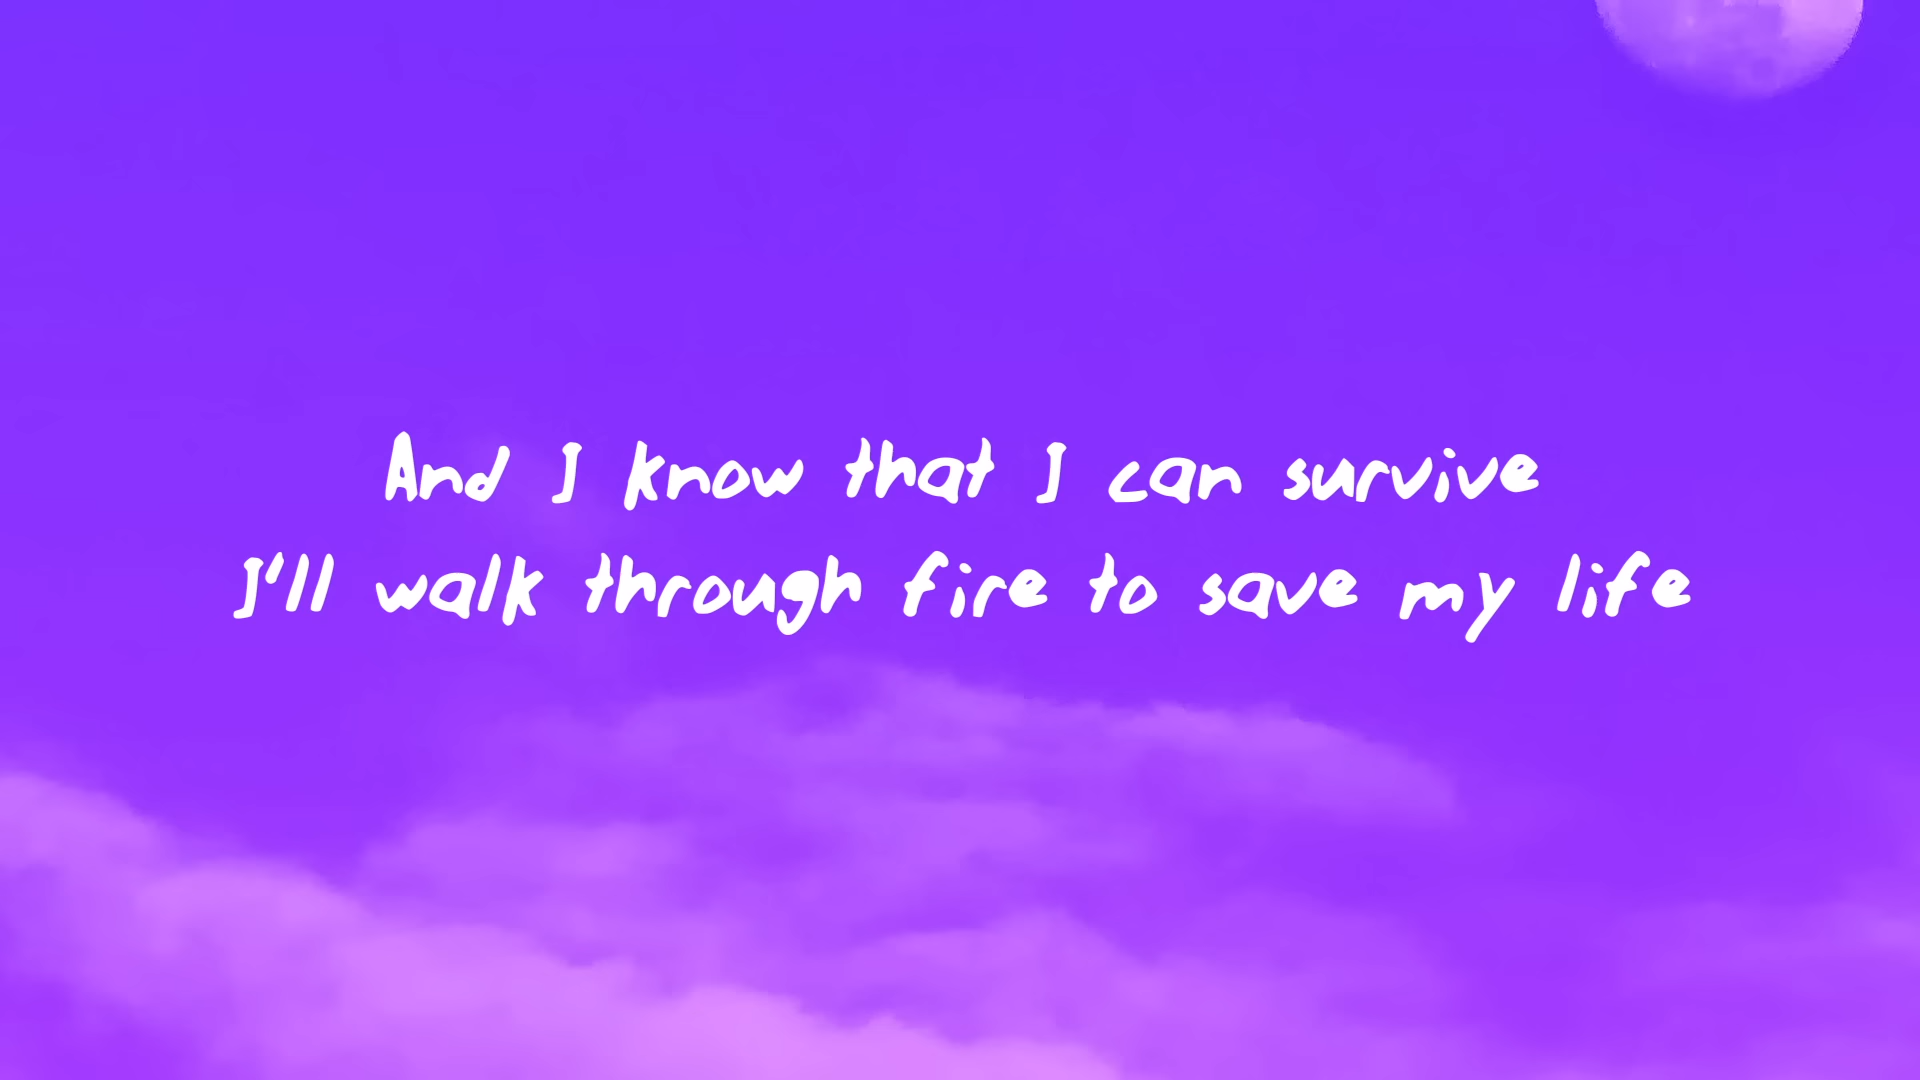 And I know that I can survive
I'll walk through fire to save my life